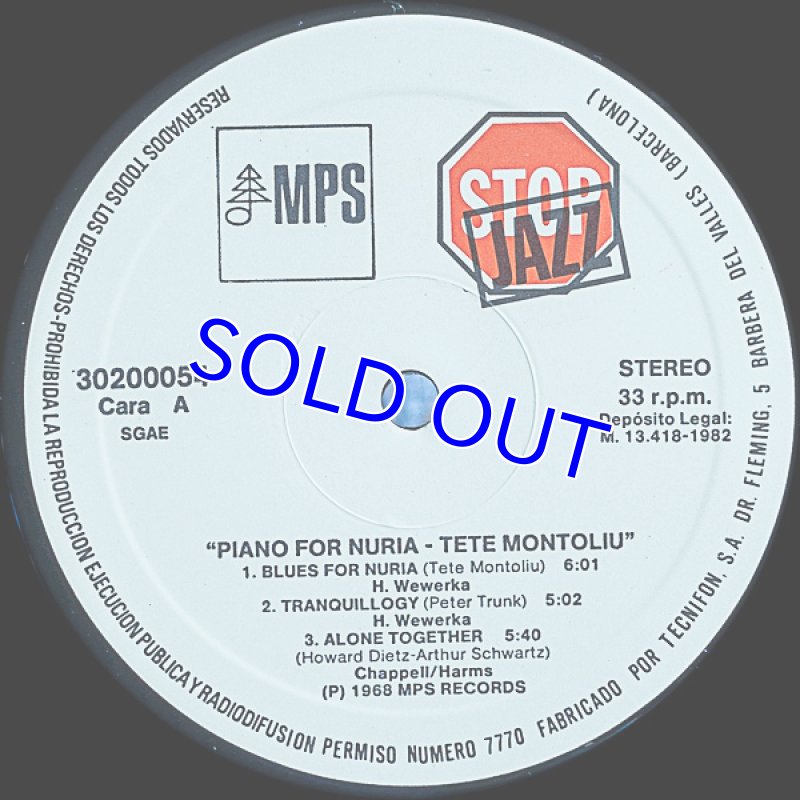 MPS
STOP
JAZZ
SOLD OUT
30200054
Cara A
SGAE
STEREO
33 r.p.m.
Depósito Legal:
M. 13.418-1982
"PIANO FOR NURIA - TETE MONTOLIU"
1. BLUES FOR NURIA (Tete Montoliu) 6:01
H. Wewerka
2. TRANQUILLOGY (Peter Trunk) 5:02
H. Wewerka
3. ALONE TOGETHER 5:40
(Howard Dietz-Arthur Schwartz)
Chappell/Harms
(P) 1968 MPS RECORDS
RESERVADOS TODOS LOS DERECHOS-PROHIBIDA LA REPRODUCCION EJECUCION PUBLICA Y RADIODIFUSION PERMISO NUMERO 7770 FABRICADO POR TECNIFON, S.A. DR. FLEMING, 5 BARBERA DEL VALLES (BARCELONA)